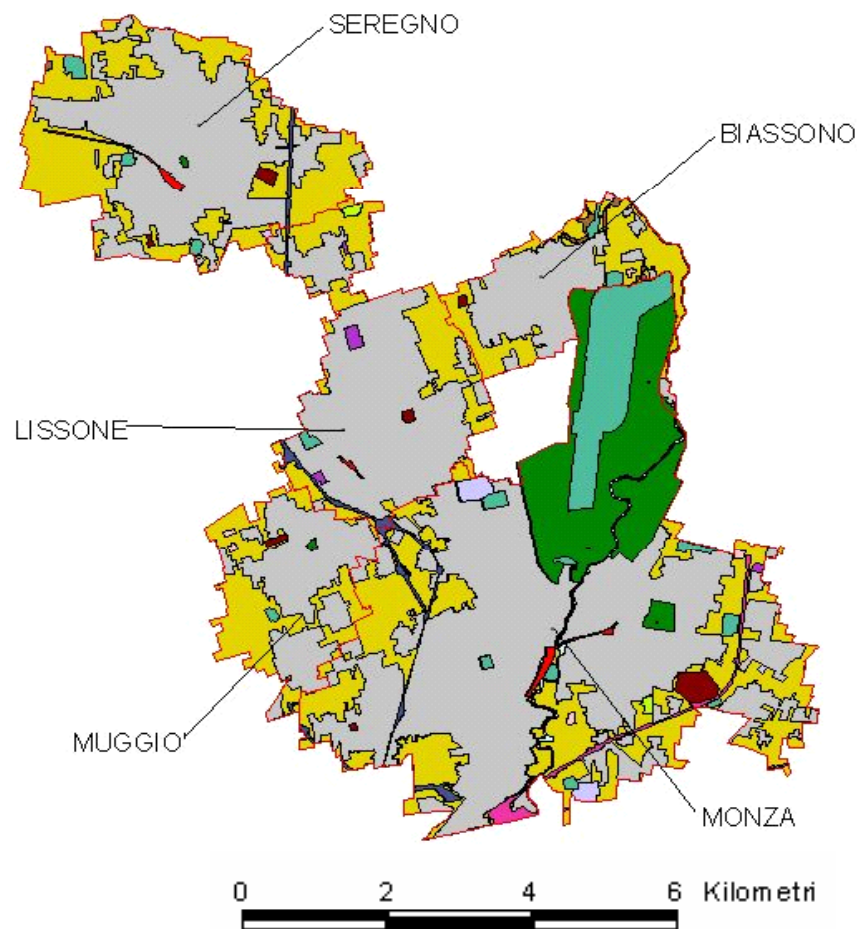 SEREGNO
BIASSONO
LISSONE
MUGGIO'
MONZA
0 2 4 6 Kilometri